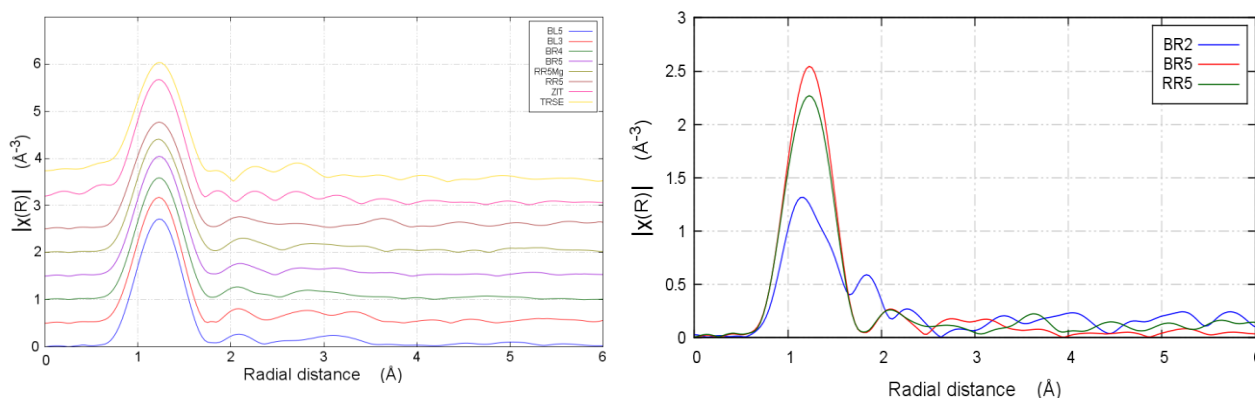 BL5
BL3
BR4
BR5
RR5Mg
RR5
ZIT
TRSE
6
5
4
3
2
1
0
|χ(R)| (Å⁻³)
0 1 2 3 4 5 6
Radial distance (Å)
BR2
BR5
RR5
3
2.5
2
1.5
1
0.5
0
|χ(R)| (Å⁻³)
0 1 2 3 4 5 6
Radial distance (Å)